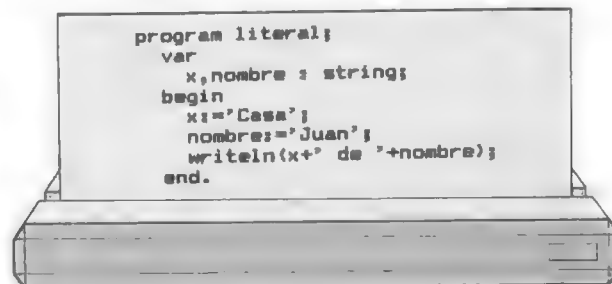 program literal;
var
x,nombre : string;
begin
x:='Casa';
nombre:='Juan';
writeln(x+' de '+nombre);
end.